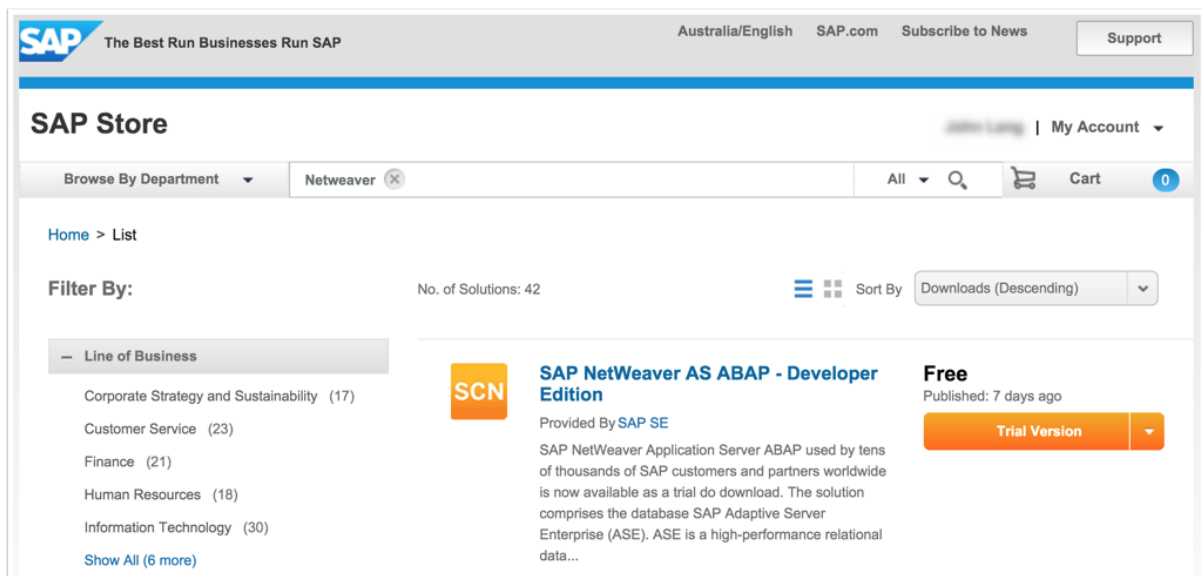 SAP The Best Run Businesses Run SAP
Australia/English SAP.com Subscribe to News Support
SAP Store
| My Account
Browse By Department Netweaver All Cart 0
Home > List
Filter By:
No. of Solutions: 42 Sort By Downloads (Descending)
– Line of Business
Corporate Strategy and Sustainability (17)
Customer Service (23)
Finance (21)
Human Resources (18)
Information Technology (30)
Show All (6 more)
SCN
SAP NetWeaver AS ABAP - Developer
Edition
Provided By SAP SE
SAP NetWeaver Application Server ABAP used by tens
of thousands of SAP customers and partners worldwide
is now available as a trial do download. The solution
comprises the database SAP Adaptive Server
Enterprise (ASE). ASE is a high-performance relational
data...
Free
Published: 7 days ago
Trial Version